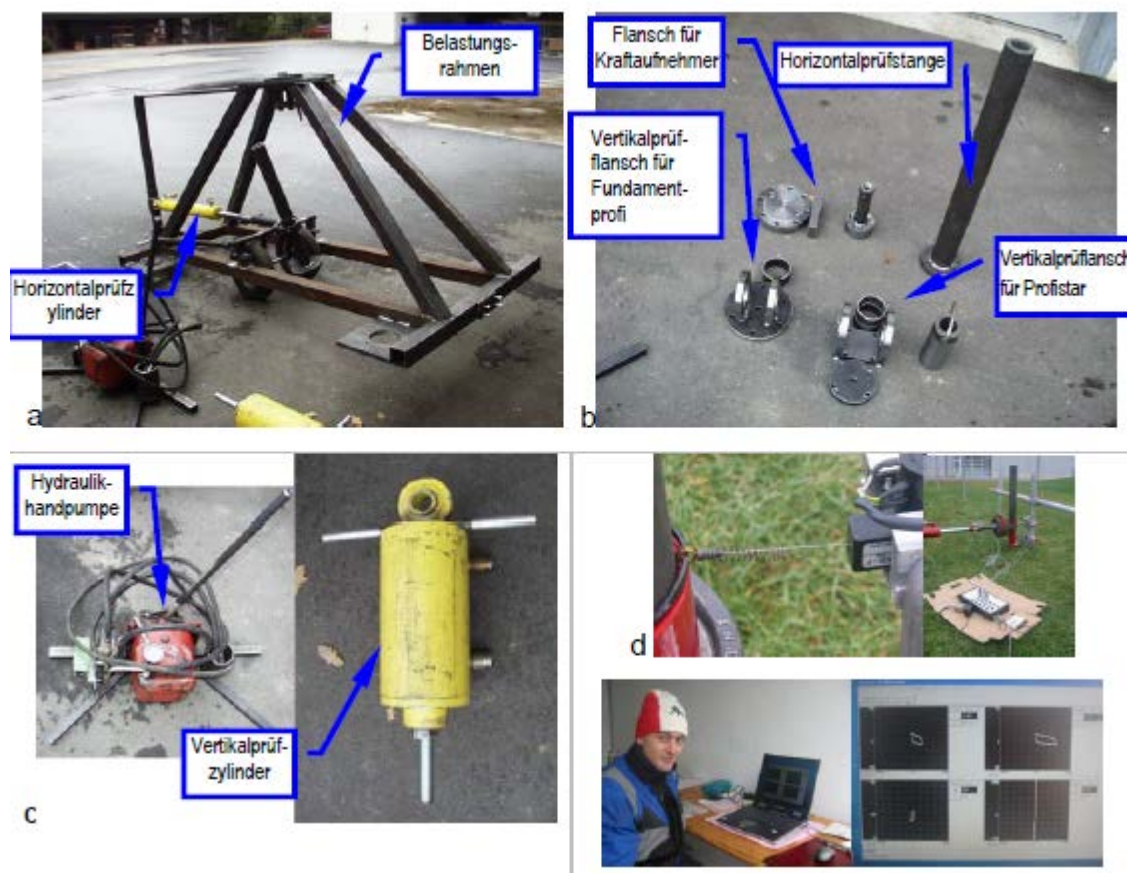 Belastungs-
rahmen
Horizontalprüfz
ylinder
a
Flansch für
Kraftaufnehmer
Horizontalprüfstange
Vertikalprüf-
flansch für
Fundament-
profi
Vertikalprüflansch
für Profistar
b
Hydraulik-
handpumpe
Vertikalprüf-
zylinder
c
d